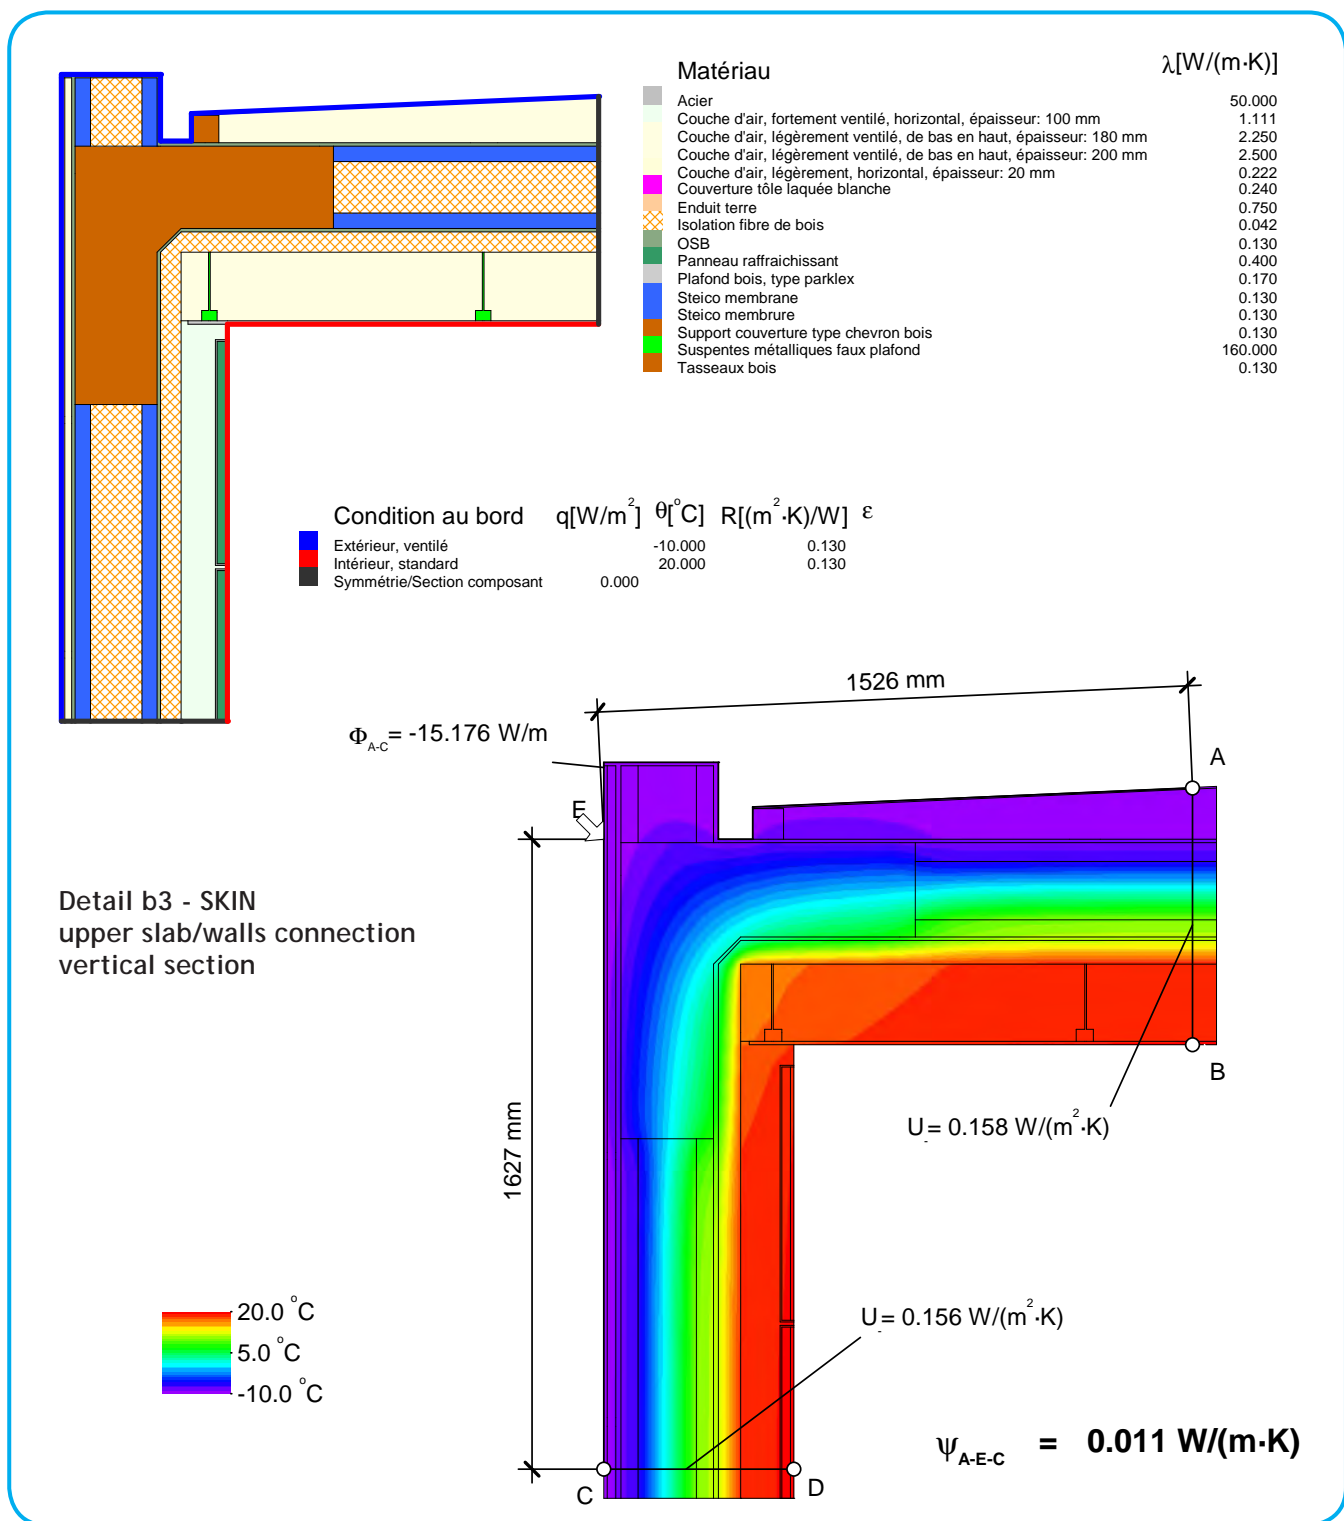 Matériau λ[W/(m·K)]
Acier 50.000
Couche d'air, fortement ventilé, horizontal, épaisseur: 100 mm 1.111
Couche d'air, légèrement ventilé, de bas en haut, épaisseur: 180 mm 2.250
Couche d'air, légèrement ventilé, de bas en haut, épaisseur: 200 mm 2.500
Couche d'air, légèrement, horizontal, épaisseur: 20 mm 0.222
Couverture tôle laquée blanche 0.240
Enduit terre 0.750
Isolation fibre de bois 0.042
OSB 0.130
Panneau raffraichissant 0.400
Plafond bois, type parklex 0.170
Steico membrane 0.130
Steico membrure 0.130
Support couverture type chevron bois 0.130
Suspentes métalliques faux plafond 160.000
Tasseaux bois 0.130
Condition au bord q[W/m²] θ[°C] R[(m²·K)/W] ε
Extérieur, ventilé -10.000 0.130
Intérieur, standard 20.000 0.130
Symmétrie/Section composant 0.000
1526 mm
ΦA-C= -15.176 W/m
A
E
Detail b3 - SKIN
upper slab/walls connection
vertical section
B
U = 0.158 W/(m²·K)
1627 mm
20.0 °C
5.0 °C
-10.0 °C
U = 0.156 W/(m²·K)
ψA-E-C = 0.011 W/(m·K)
C
D